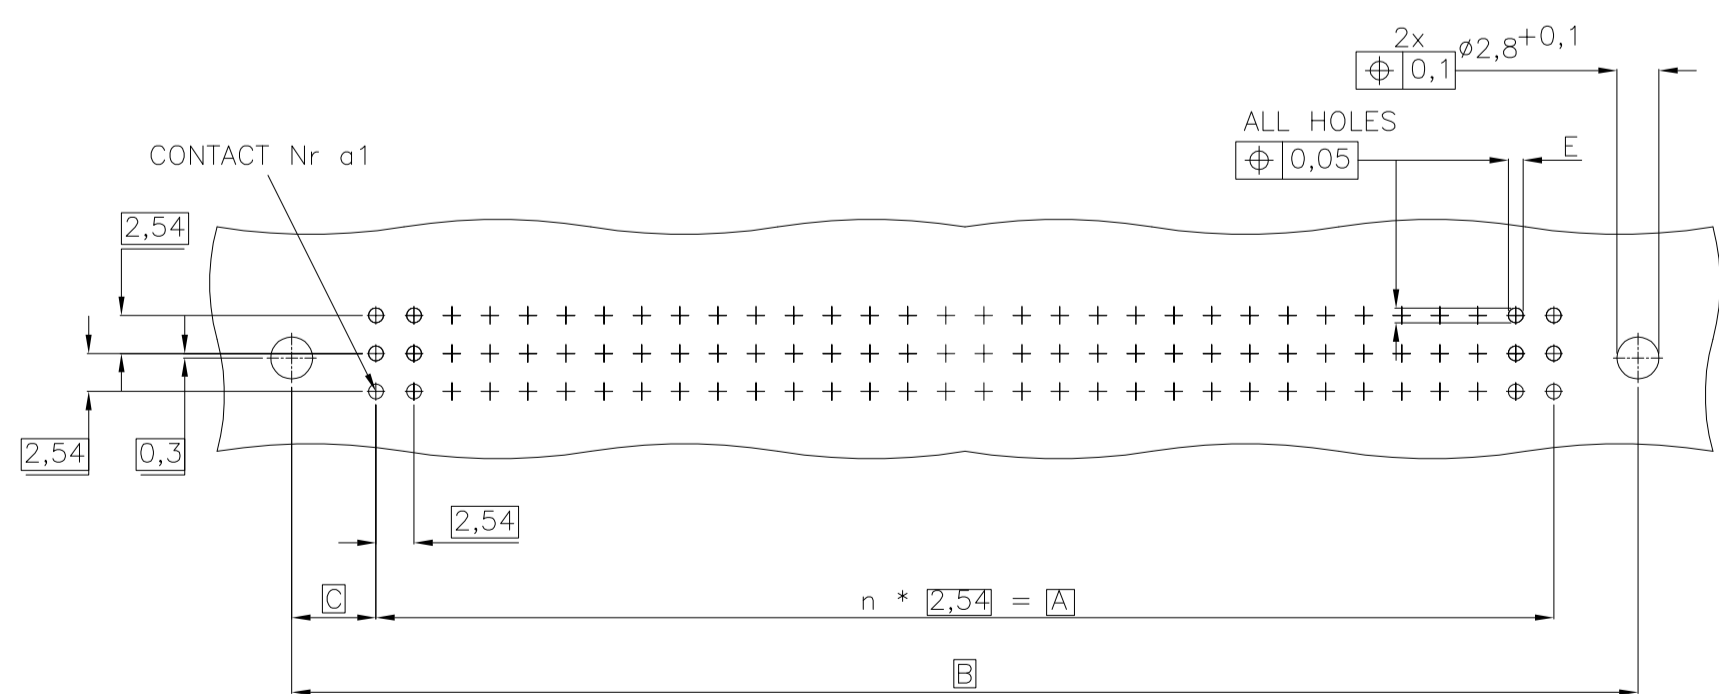 2x
⌖ 0,1 ø2,8+0,1
ALL HOLES
⌖ 0,05
E
CONTACT Nr a1
2,54
2,54
0,3
2,54
C
n * 2,54 = A
B